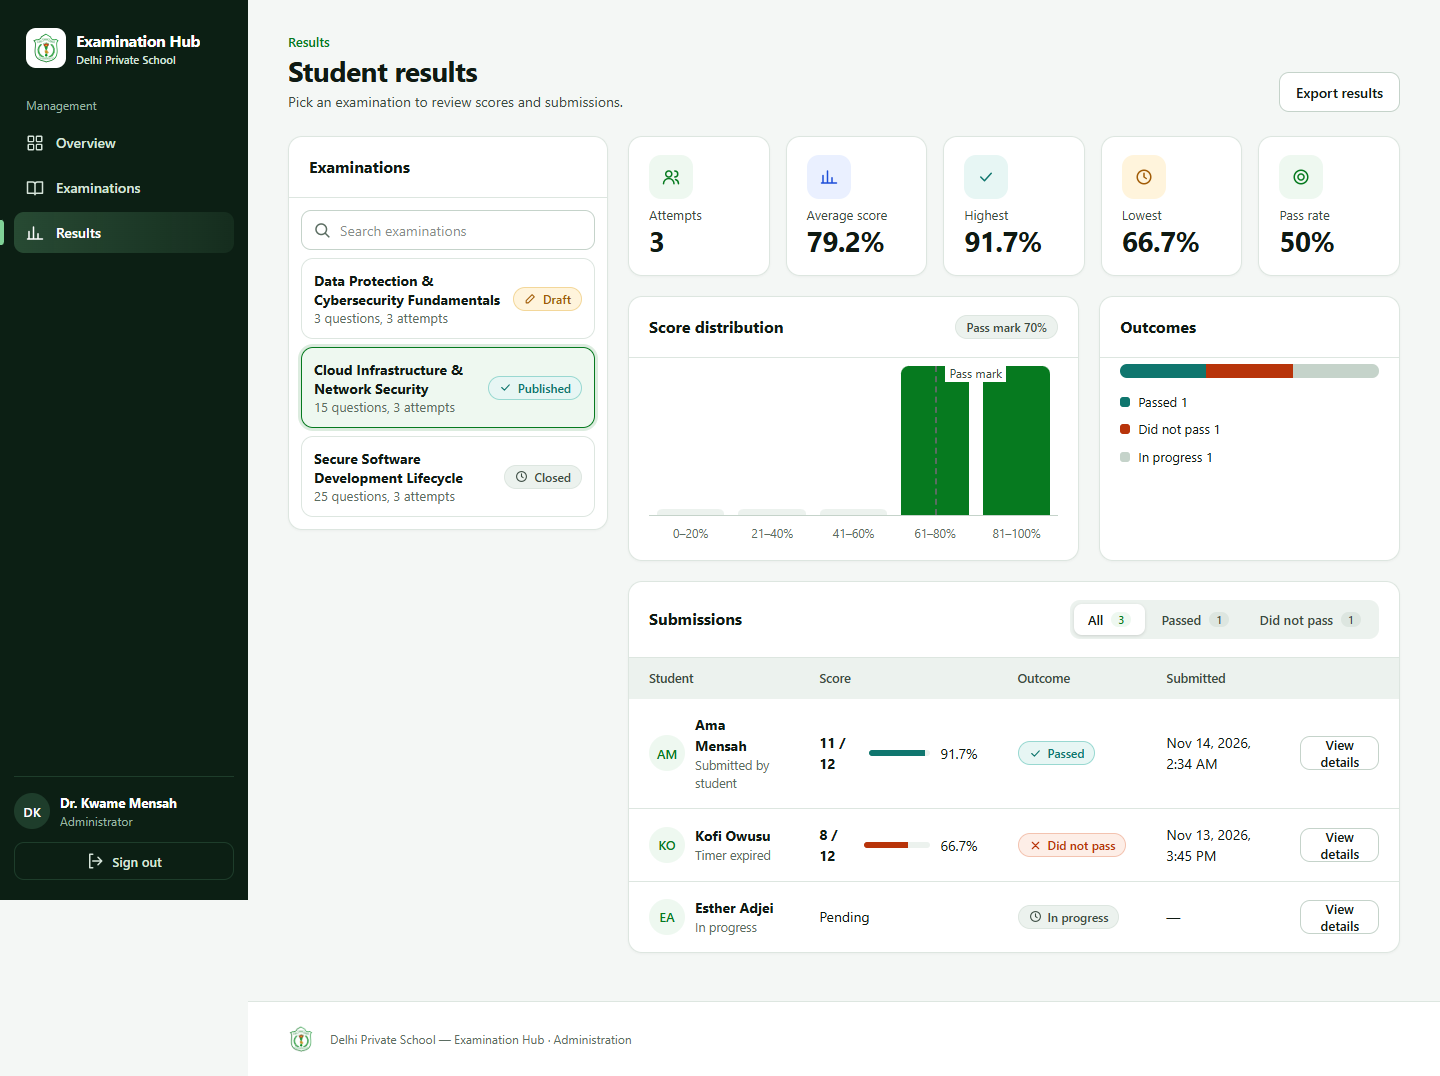 Examination Hub
Delhi Private School
Management
Overview
Examinations
Results
Dr. Kwame Mensah
DK
Administrator
Sign out
Results
Student results
Pick an examination to review scores and submissions.
Export results
Examinations
Search examinations
Data Protection &
Cybersecurity Fundamentals
3 questions, 3 attempts
Draft
Cloud Infrastructure &
Network Security
15 questions, 3 attempts
Published
Secure Software
Development Lifecycle
25 questions, 3 attempts
Closed
Attempts
3
Average score
79.2%
Highest
91.7%
Lowest
66.7%
Pass rate
50%
Score distribution
Pass mark 70%
Pass mark
0–20%
21–40%
41–60%
61–80%
81–100%
Outcomes
Passed 1
Did not pass 1
In progress 1
Submissions
All 3
Passed 1
Did not pass 1
Student
Score
Outcome
Submitted
AM
Ama
Mensah
Submitted by
student
11 /
12
91.7%
Passed
Nov 14, 2026,
2:34 AM
View
details
KO
Kofi Owusu
Timer expired
8 /
12
66.7%
Did not pass
Nov 13, 2026,
3:45 PM
View
details
EA
Esther Adjei
In progress
Pending
In progress
—
View
details
Delhi Private School — Examination Hub · Administration